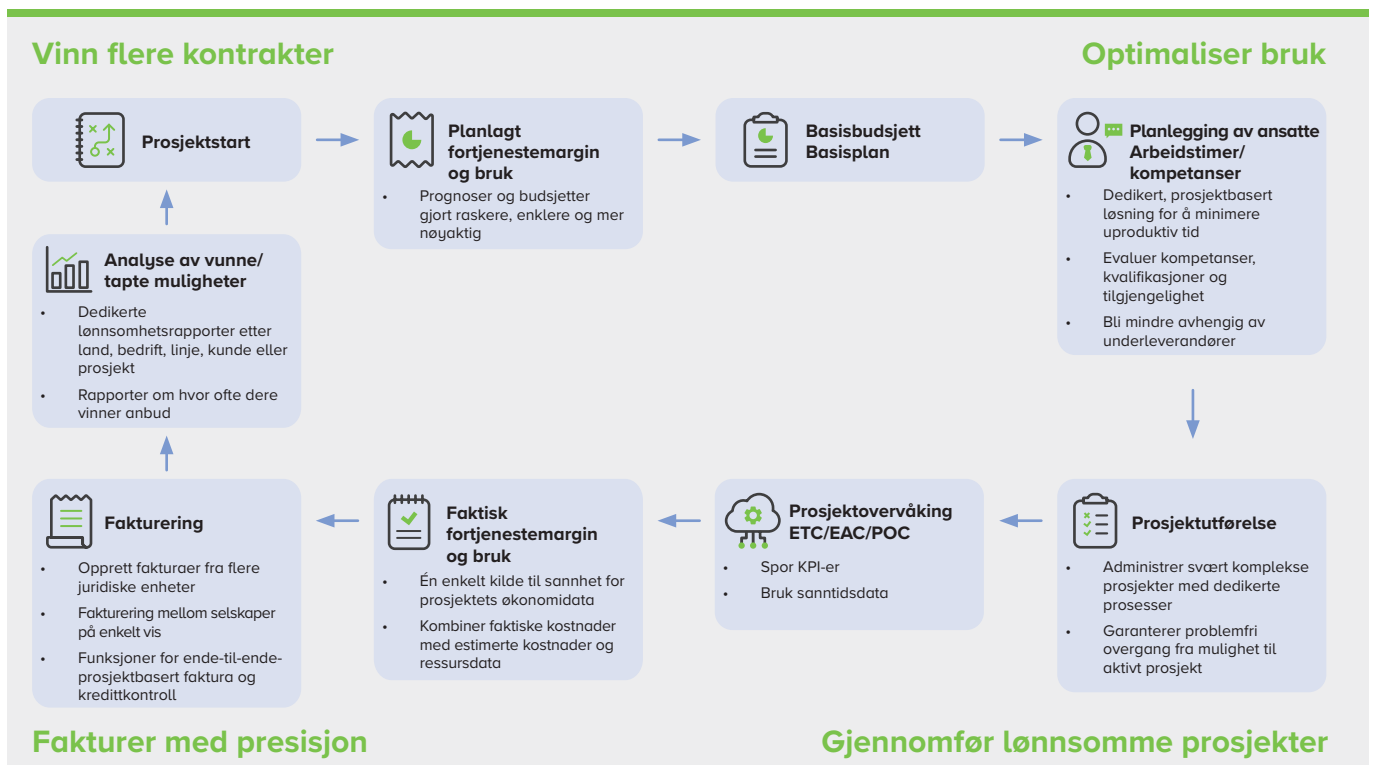 Vinn flere kontrakter
Optimaliser bruk
Prosjektstart
Planlagt
fortjenestemargin
og bruk
• Prognoser og budsjetter
gjort raskere, enklere og mer
nøyaktig
Basisbudsjett
Basisplan
Planlegging av ansatte
Arbeidstimer/
kompetanser
• Dedikert, prosjektbasert
løsning for å minimere
uproduktiv tid
• Evaluer kompetanser,
kvalifikasjoner og
tilgjengelighet
• Bli mindre avhengig av
underleverandører
Analyse av vunne/
tapte muligheter
• Dedikerte
lønnsomhetsrapporter etter
land, bedrift, linje, kunde eller
prosjekt
• Rapporter om hvor ofte dere
vinner anbud
Fakturering
• Opprett fakturaer fra flere
juridiske enheter
• Fakturering mellom selskaper
på enkelt vis
• Funksjoner for ende-til-ende-
prosjektbasert faktura og
kredittkontroll
Faktisk
fortjenestemargin
og bruk
• Én enkelt kilde til sannhet for
prosjektets økonomidata
• Kombiner faktiske kostnader
med estimerte kostnader og
ressursdata
Prosjektovervåking
ETC/EAC/POC
• Spor KPI-er
• Bruk sanntidsdata
Prosjektutførelse
• Administrer svært komplekse
prosjekter med dedikerte
prosesser
• Garanterer problemfri
overgang fra mulighet til
aktivt prosjekt
Fakturer med presisjon
Gjennomfør lønnsomme prosjekter